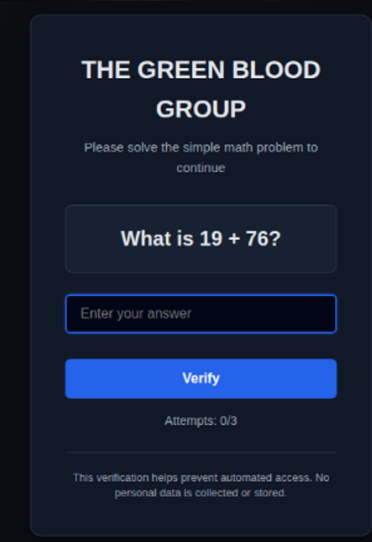 THE GREEN BLOOD
GROUP
Please solve the simple math problem to
continue
What is 19 + 76?
Enter your answer
Verify
Attempts: 0/3
This verification helps prevent automated access. No
personal data is collected or stored.